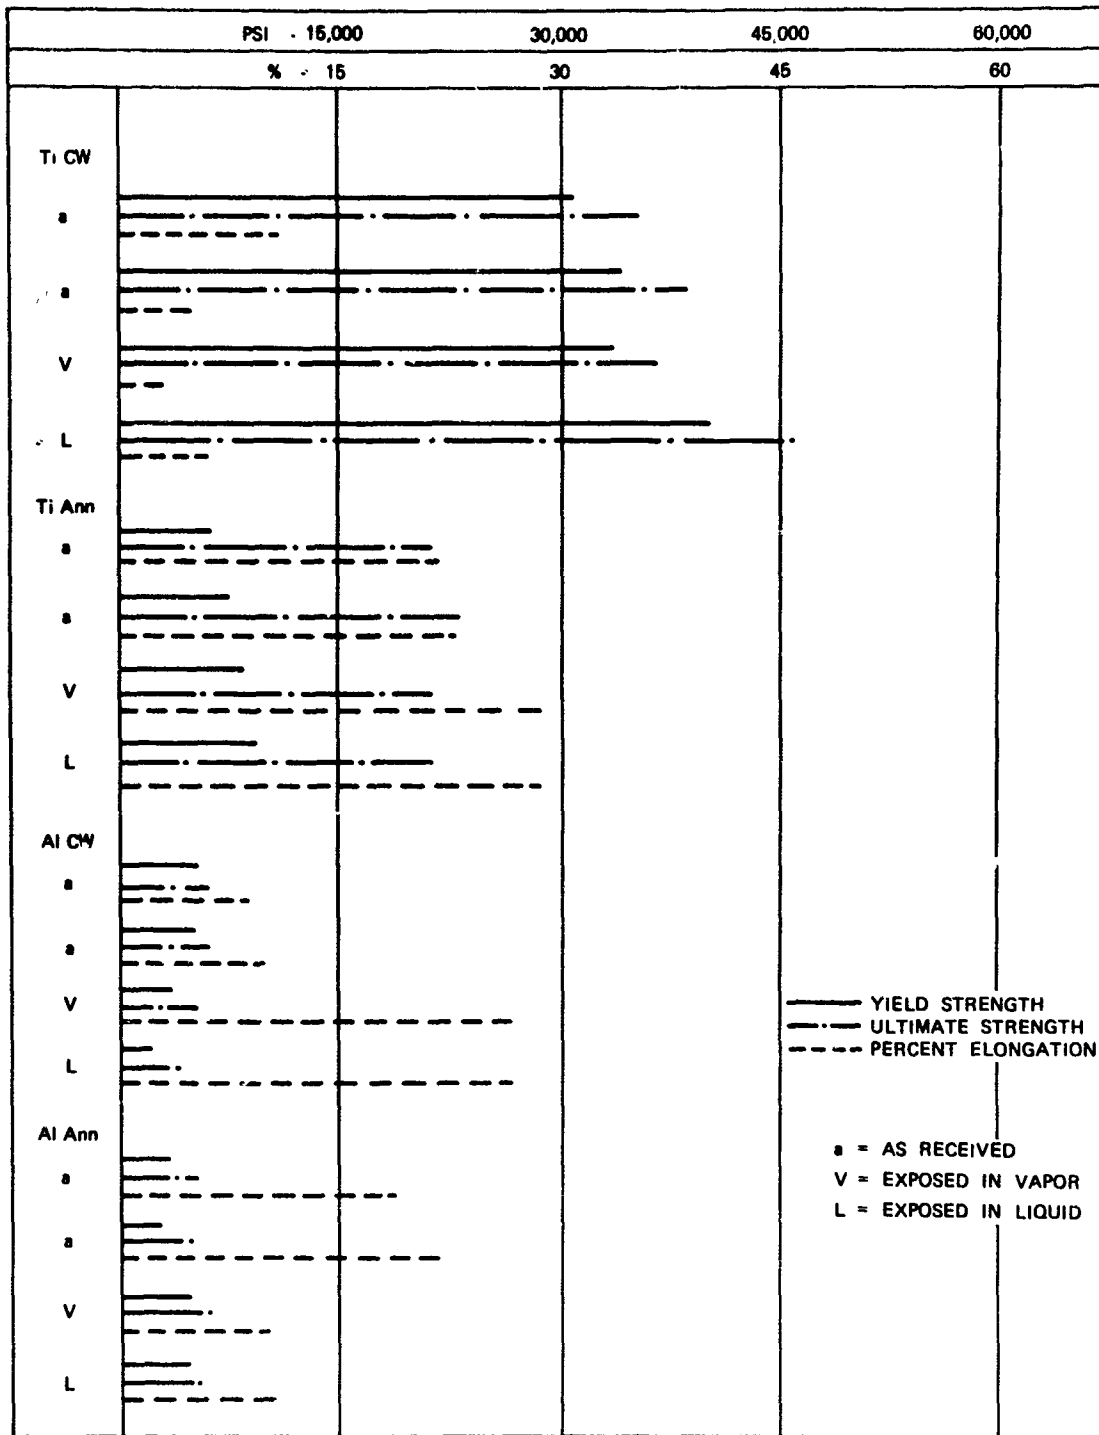 PSI 15,000 30,000 45,000 60,000
% 15 30 45 60
Ti CW
a
a
V
L
Ti Ann
a
a
V
L
Al CW
a
a
V
L
Al Ann
a
a
V
L
YIELD STRENGTH
ULTIMATE STRENGTH
PERCENT ELONGATION
a = AS RECEIVED
V = EXPOSED IN VAPOR
L = EXPOSED IN LIQUID